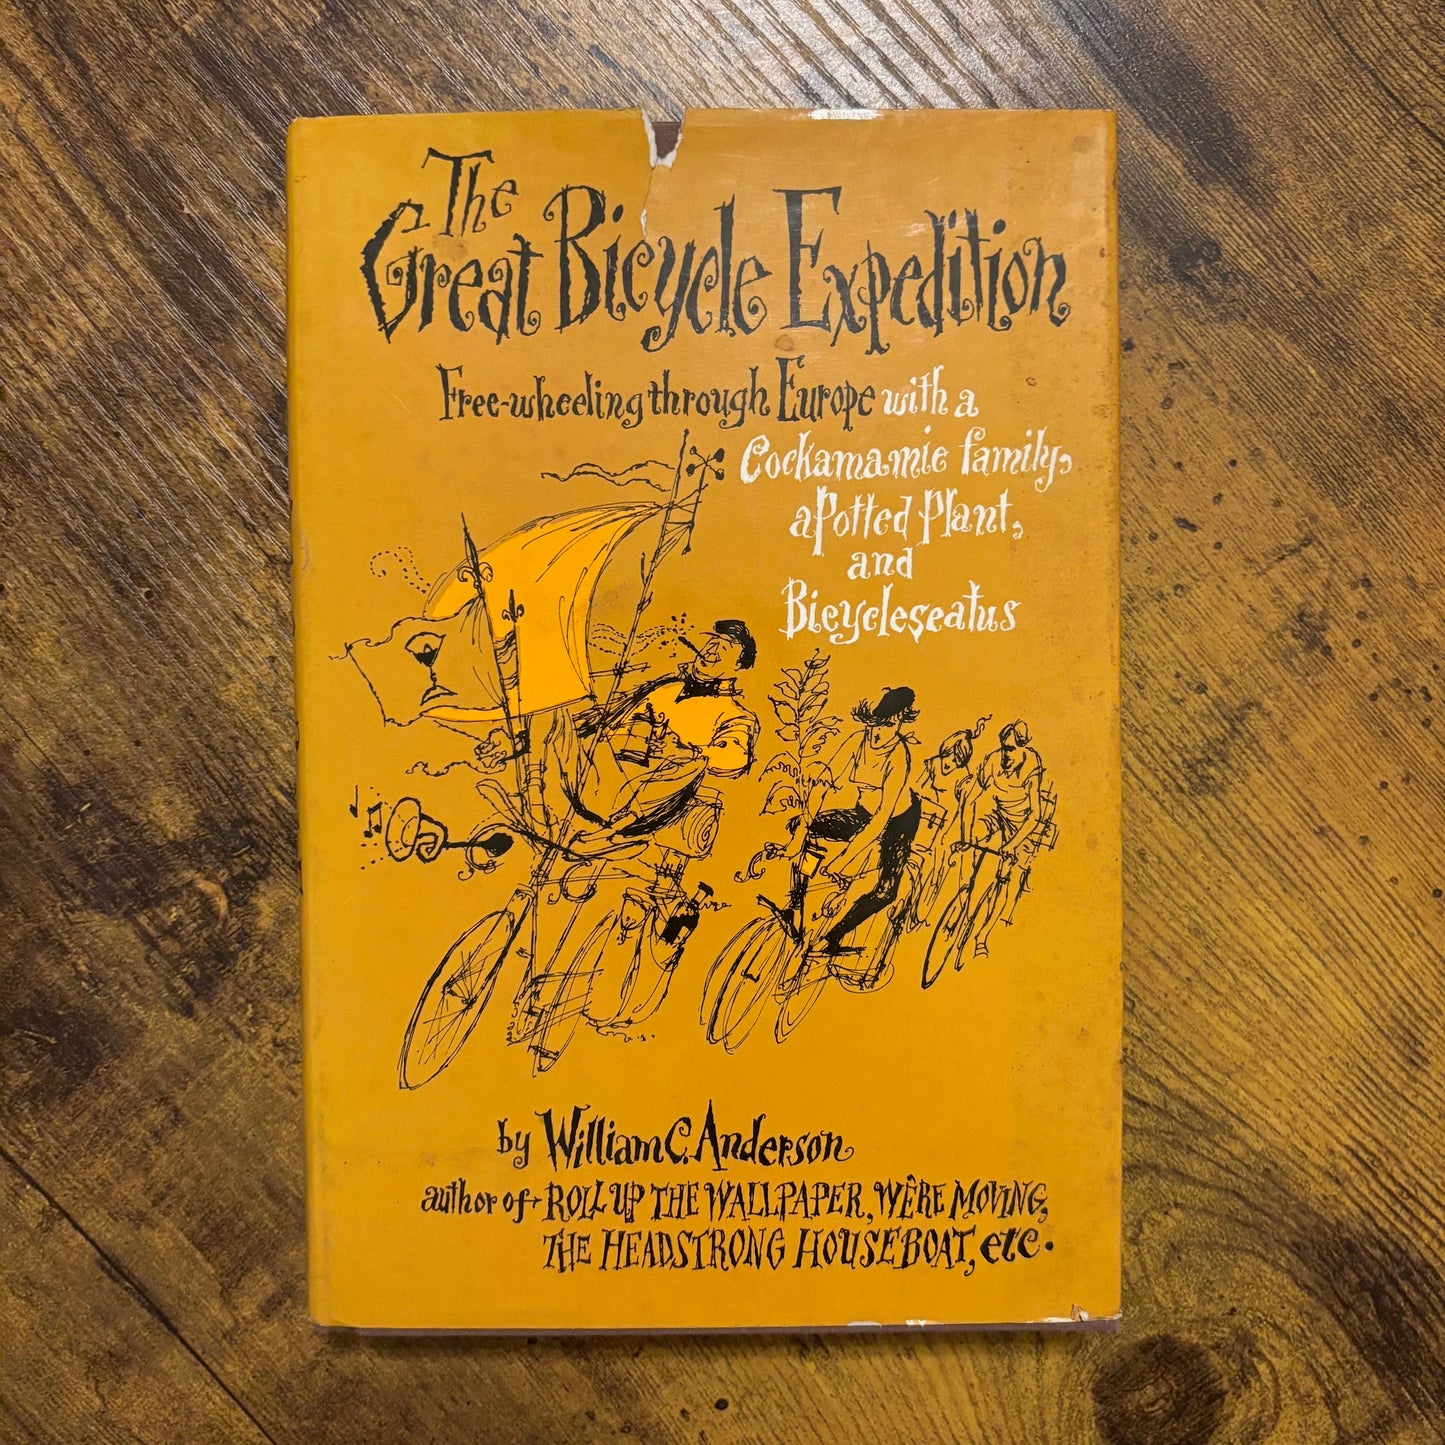 The
Great Bicycle Expedition
Free-wheeling through Europe with a
Cockamamie family,
a Potted Plant,
and
Bicycleseatus
by William C. Anderson
author of ROLL UP THE WALLPAPER, WE'RE MOVING,
THE HEADSTRONG HOUSEBOAT, etc.